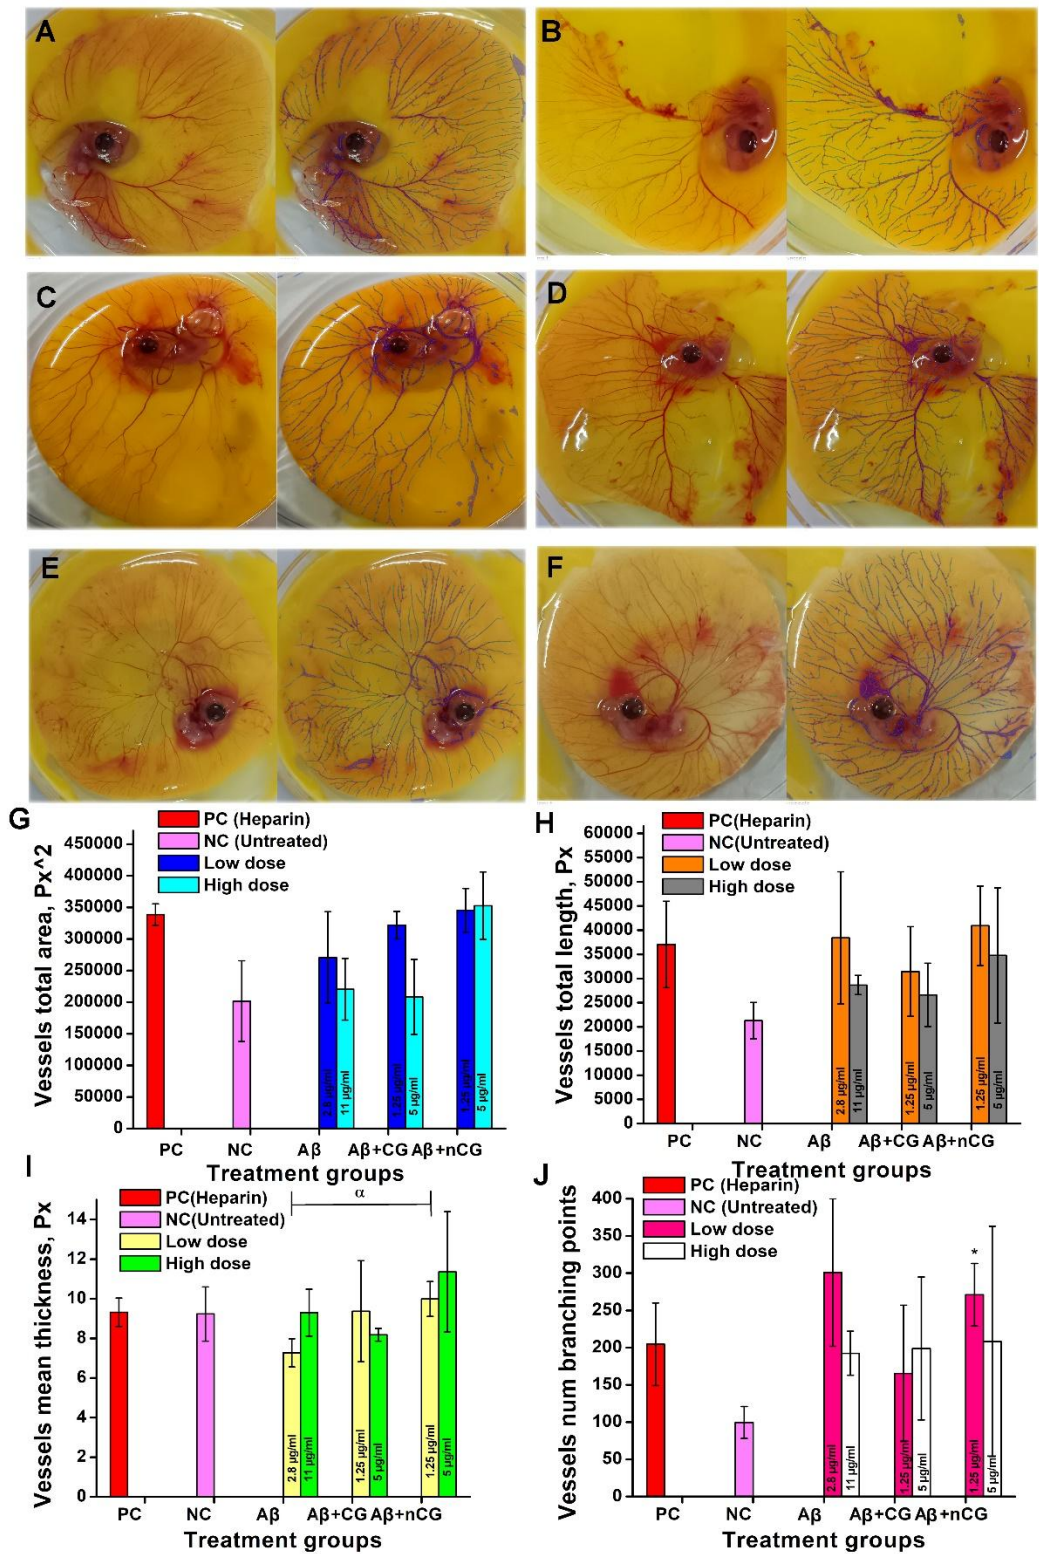 A
B
C
D
E
F
G
PC (Heparin)
NC (Untreated)
Low dose
High dose
Vessels total area, Px^2
450000
400000
350000
300000
250000
200000
150000
100000
50000
0
2.8 µg/ml
11 µg/ml
1.25 µg/ml
5 µg/ml
1.25 µg/ml
5 µg/ml
PC NC Aβ Aβ+CG Aβ+nCG
Treatment groups
H
PC(Heparin)
NC(Untreated)
Low dose
High dose
Vessels total length, Px
60000
55000
50000
45000
40000
35000
30000
25000
20000
15000
10000
5000
0
2.8 µg/ml
11 µg/ml
1.25 µg/ml
5 µg/ml
1.25 µg/ml
5 µg/ml
PC NC Aβ Aβ+CG Aβ+nCG
Treatment groups
I
PC(Heparin)
NC(Untreated)
Low dose
High dose
α
Vessels mean thickness, Px
14
12
10
8
6
4
2
0
2.8 µg/ml
11 µg/ml
1.25 µg/ml
5 µg/ml
1.25 µg/ml
5 µg/ml
PC NC Aβ Aβ+CG Aβ+nCG
Treatment groups
J
PC (Heparin)
NC (Untreated)
Low dose
High dose
*
Vessels num branching points
400
350
300
250
200
150
100
50
0
2.8 µg/ml
11 µg/ml
1.25 µg/ml
5 µg/ml
1.25 µg/ml
5 µg/ml
PC NC Aβ Aβ+CG Aβ+nCG
Treatment groups